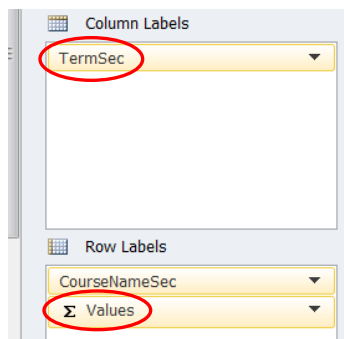 Column Labels
TermSec
Row Labels
CourseNameSec
Σ Values